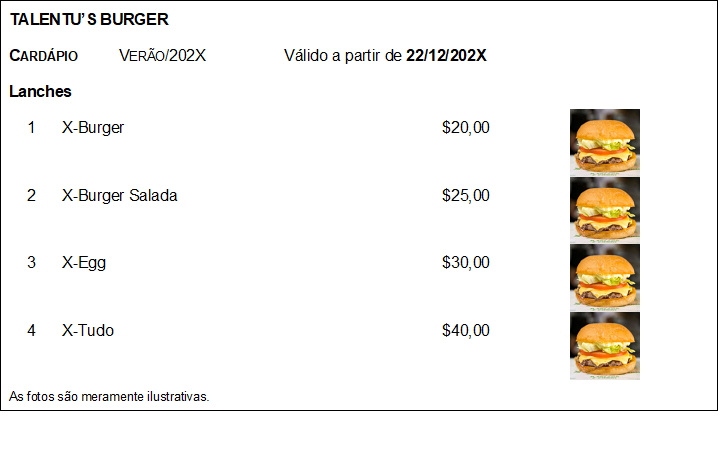 TALENTU'S BURGER
CARDÁPIO VERÃO/202X Válido a partir de 22/12/202X
Lanches
1 X-Burger $20,00
2 X-Burger Salada $25,00
3 X-Egg $30,00
4 X-Tudo $40,00
As fotos são meramente ilustrativas.